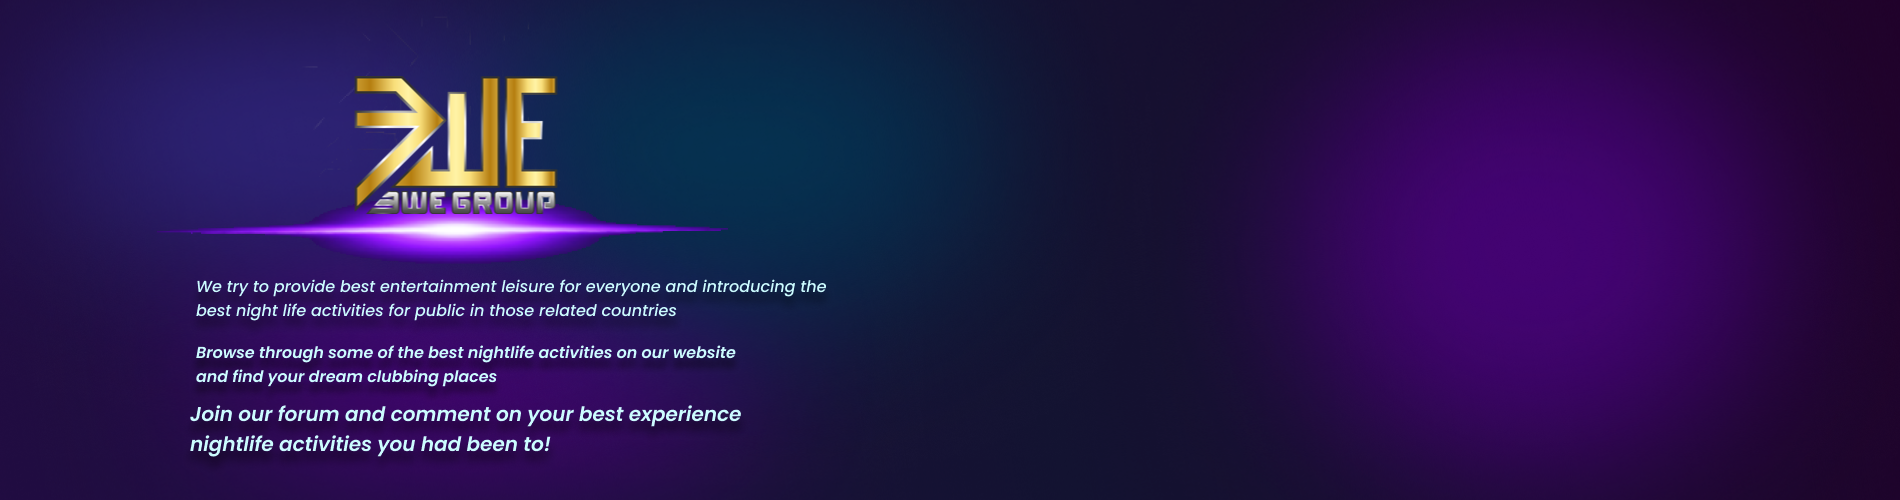 3WE
3WE GROUP
We try to provide best entertainment leisure for everyone and introducing the
best night life activities for public in those related countries
Browse through some of the best nightlife activities on our website
and find your dream clubbing places
Join our forum and comment on your best experience
nightlife activities you had been to!